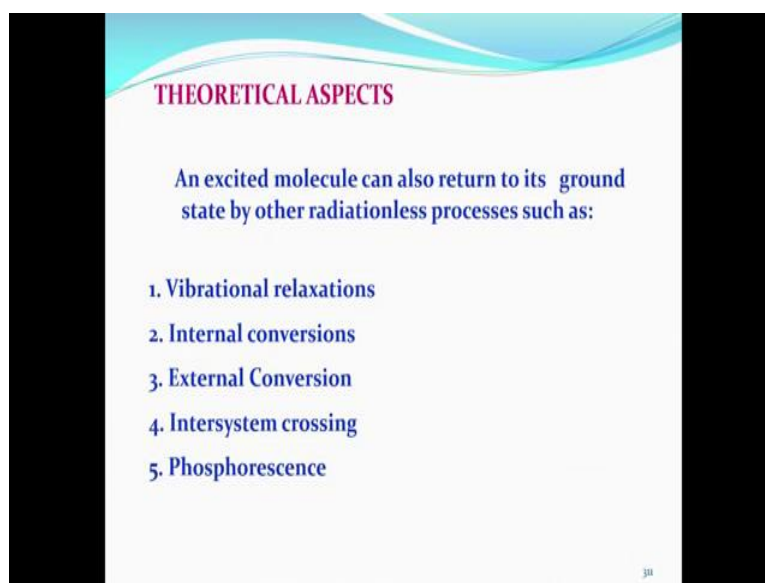 THEORETICAL ASPECTS
An excited molecule can also return to its ground
state by other radiationless processes such as:
1. Vibrational relaxations
2. Internal conversions
3. External Conversion
4. Intersystem crossing
5. Phosphorescence
311